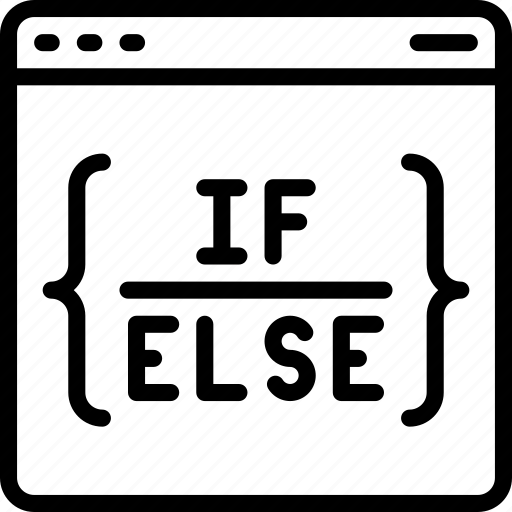 { IF
ELSE }